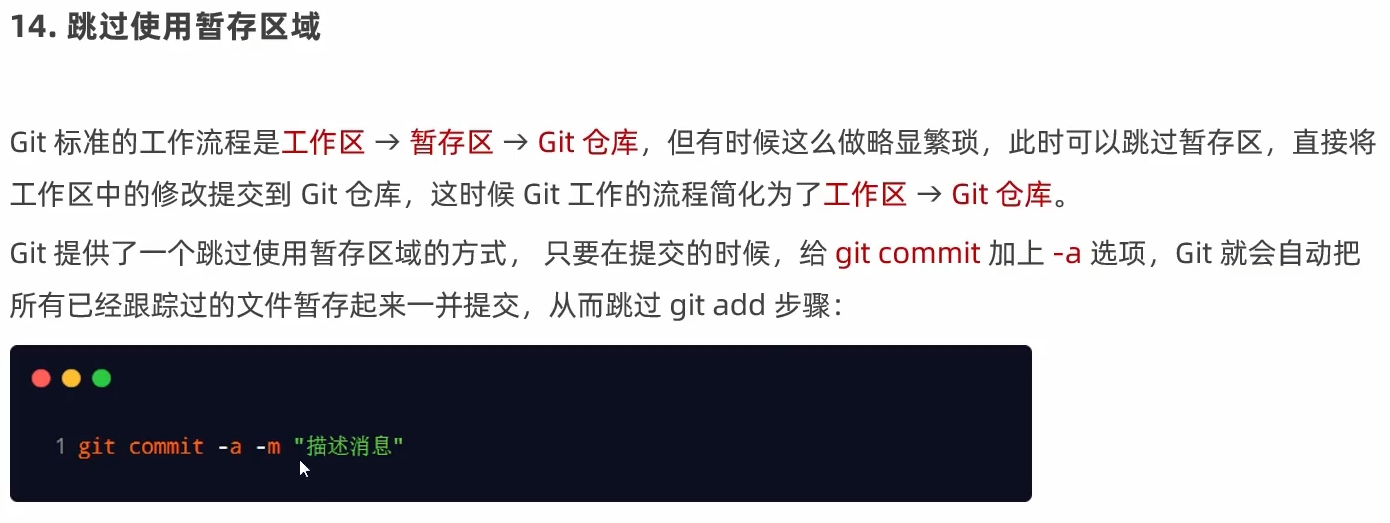 14. 跳过使用暂存区域
Git 标准的工作流程是工作区 → 暂存区 → Git 仓库，但有时候这么做略显繁琐，此时可以跳过暂存区，直接将
工作区中的修改提交到 Git 仓库，这时候 Git 工作的流程简化为了工作区 → Git 仓库。
Git 提供了一个跳过使用暂存区域的方式， 只要在提交的时候，给 git commit 加上 -a 选项，Git 就会自动把
所有已经跟踪过的文件暂存起来一并提交，从而跳过 git add 步骤：
1 git commit -a -m "描述消息"